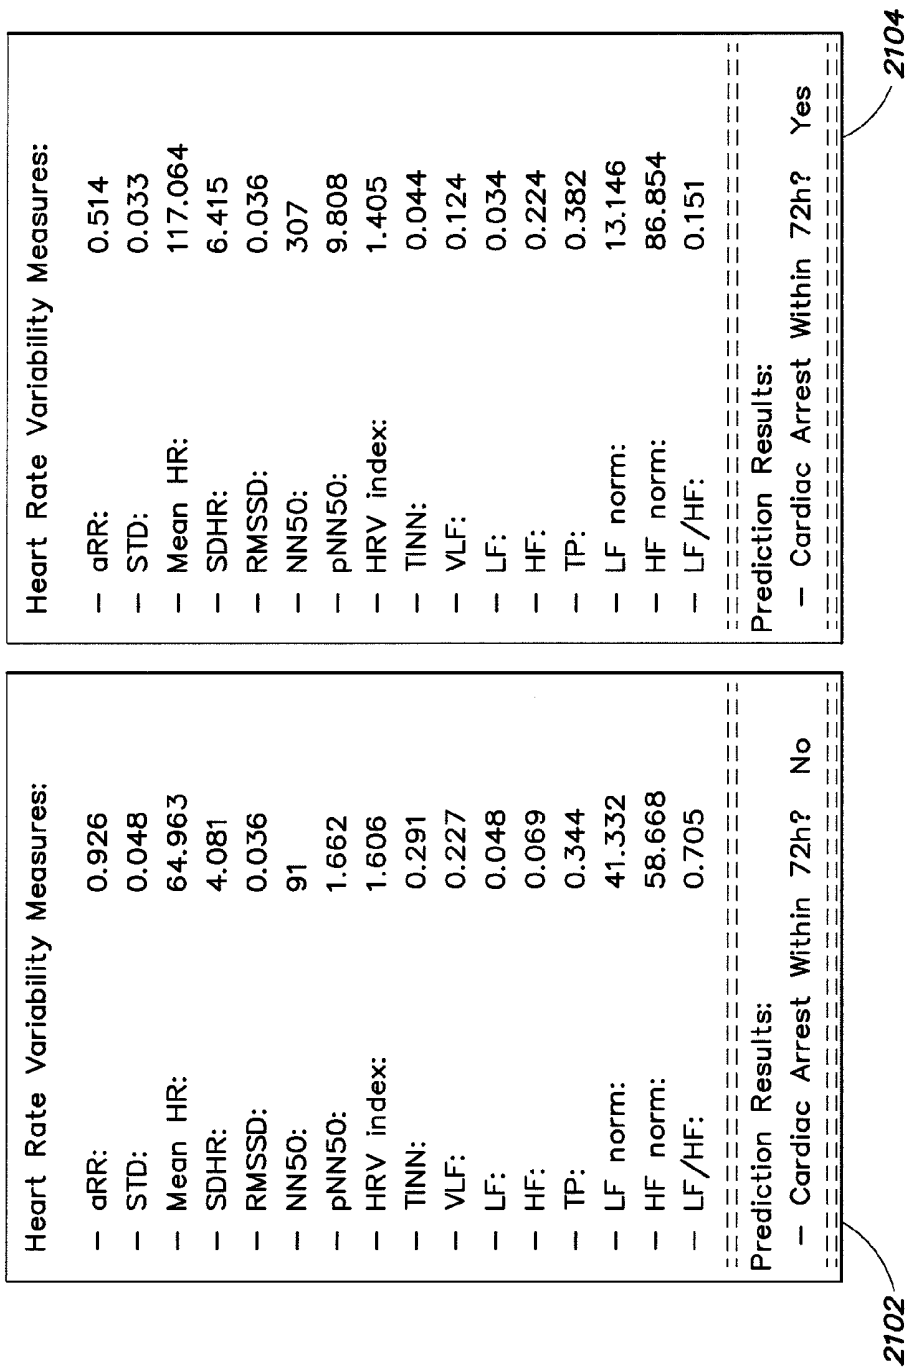 Heart Rate Variability Measures:
– aRR: 0.926
– STD: 0.048
– Mean HR: 64.963
– SDHR: 4.081
– RMSSD: 0.036
– NN50: 91
– pNN50: 1.662
– HRV index: 1.606
– TINN: 0.291
– VLF: 0.227
– LF: 0.048
– HF: 0.069
– TP: 0.344
– LF norm: 41.332
– HF norm: 58.668
– LF/HF: 0.705
Prediction Results:
– Cardiac Arrest Within 72h? No
2102
Heart Rate Variability Measures:
– aRR: 0.514
– STD: 0.033
– Mean HR: 117.064
– SDHR: 6.415
– RMSSD: 0.036
– NN50: 307
– pNN50: 9.808
– HRV index: 1.405
– TINN: 0.044
– VLF: 0.124
– LF: 0.034
– HF: 0.224
– TP: 0.382
– LF norm: 13.146
– HF norm: 86.854
– LF/HF: 0.151
Prediction Results:
– Cardiac Arrest Within 72h? Yes
2104